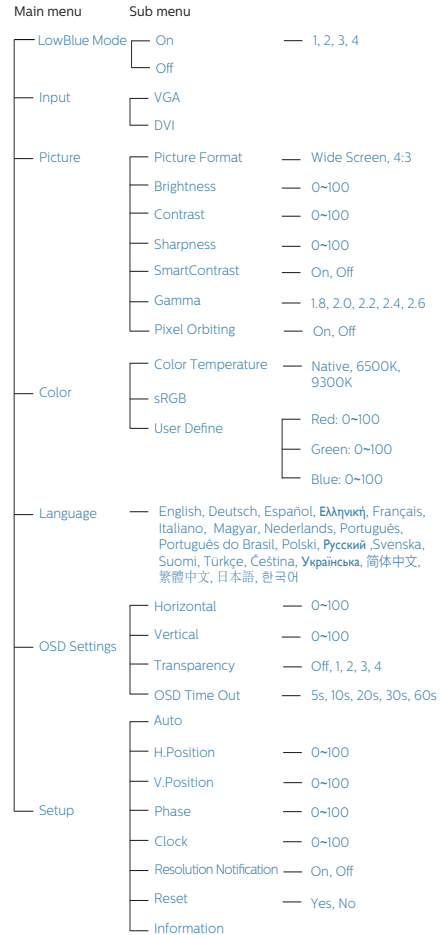 Main menu Sub menu
LowBlue Mode On 1, 2, 3, 4
Off
Input VGA
DVI
Picture Picture Format Wide Screen, 4:3
Brightness 0~100
Contrast 0~100
Sharpness 0~100
SmartContrast On, Off
Gamma 1.8, 2.0, 2.2, 2.4, 2.6
Pixel Orbiting On, Off
Color Temperature Native, 6500K,
9300K
Color sRGB
User Define Red: 0~100
Green: 0~100
Blue: 0~100
Language English, Deutsch, Español, Ελληνική, Français,
Italiano, Magyar, Nederlands, Português,
Português do Brasil, Polski, Русский ,Svenska,
Suomi, Türkçe, Čeština, Українська, 简体中文,
繁體中文, 日本語, 한국어
Horizontal 0~100
Vertical 0~100
OSD Settings
Transparency Off, 1, 2, 3, 4
OSD Time Out 5s, 10s, 20s, 30s, 60s
Auto
H.Position 0~100
V.Position 0~100
Setup Phase 0~100
Clock 0~100
Resolution Notification On, Off
Reset Yes, No
Information